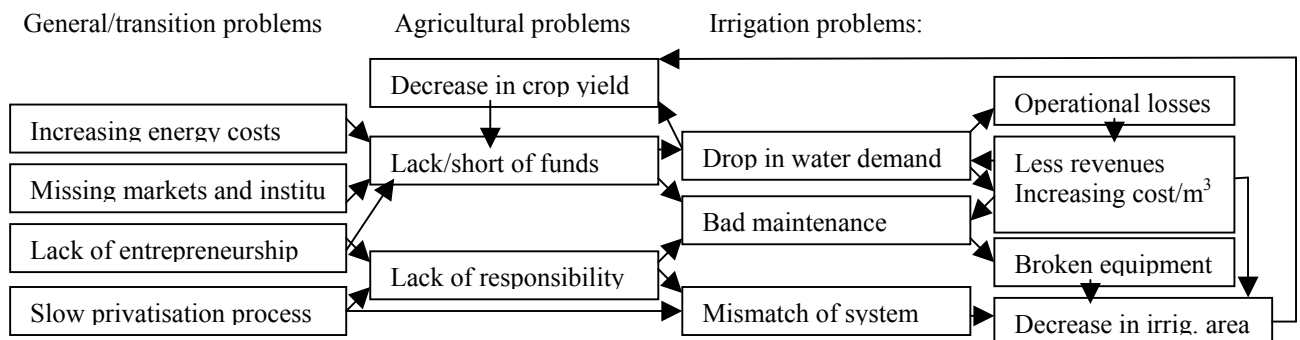 General/transition problems
Agricultural problems
Irrigation problems:
Increasing energy costs
Missing markets and institu
Lack of entrepreneurship
Slow privatisation process
Decrease in crop yield
Lack/short of funds
Lack of responsibility
Drop in water demand
Bad maintenance
Mismatch of system
Operational losses
Less revenues
Increasing cost/m³
Broken equipment
Decrease in irrig. area